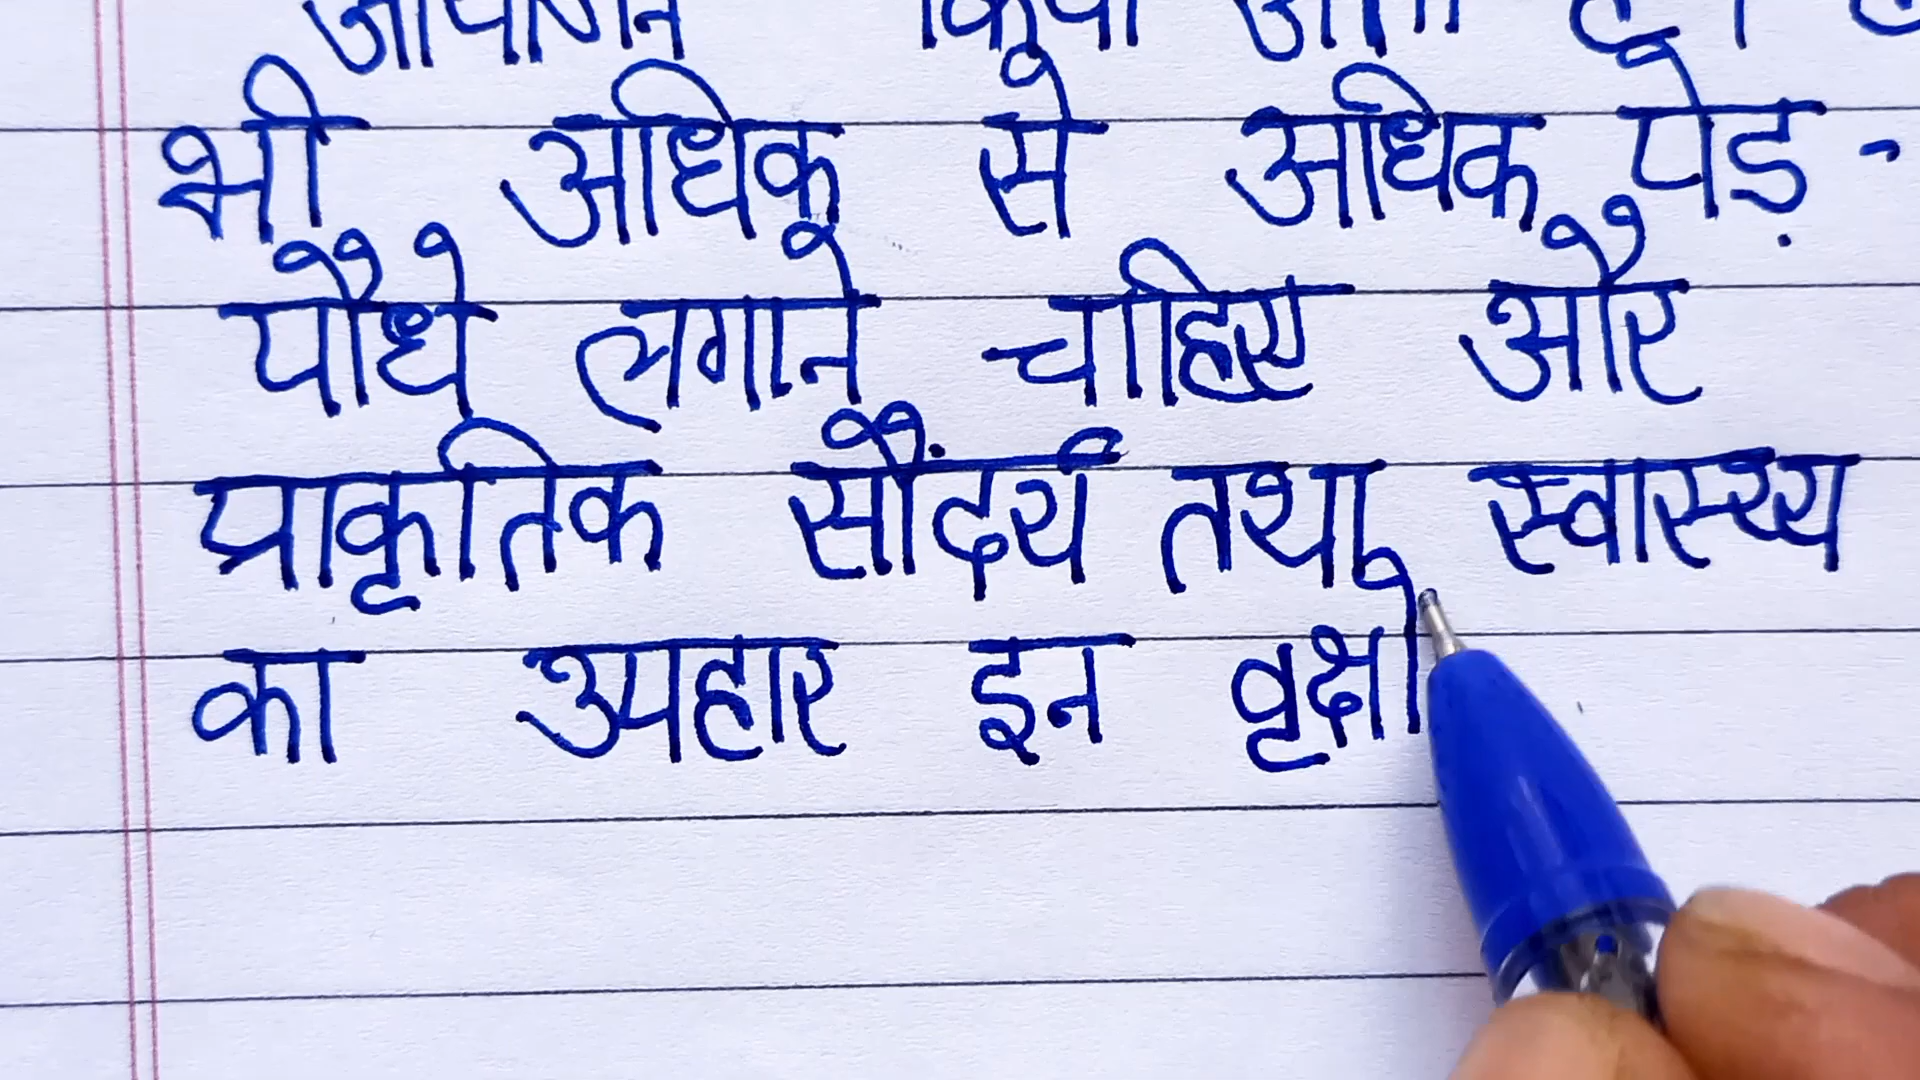 किया जाता है।
भी अधिक से अधिक पेड़ -
पौधे लगाने चाहिए और
प्राकृतिक सौंदर्य तथा स्वास्थ्य
का उपहार इन वृक्षो